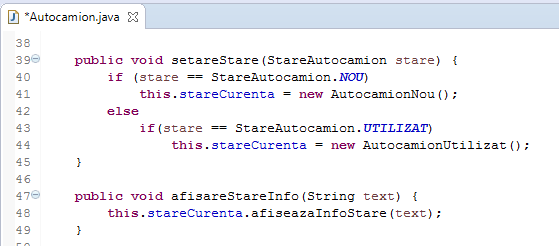 *Autocamion.java
38
39 public void setareStare(StareAutocamion stare) {
40 if (stare == StareAutocamion.NOU)
41 this.stareCurenta = new AutocamionNou();
42 else
43 if(stare == StareAutocamion.UTILIZAT)
44 this.stareCurenta = new AutocamionUtilizat();
45 }
46
47 public void afisareStareInfo(String text) {
48 this.stareCurenta.afiseazaInfoStare(text);
49 }